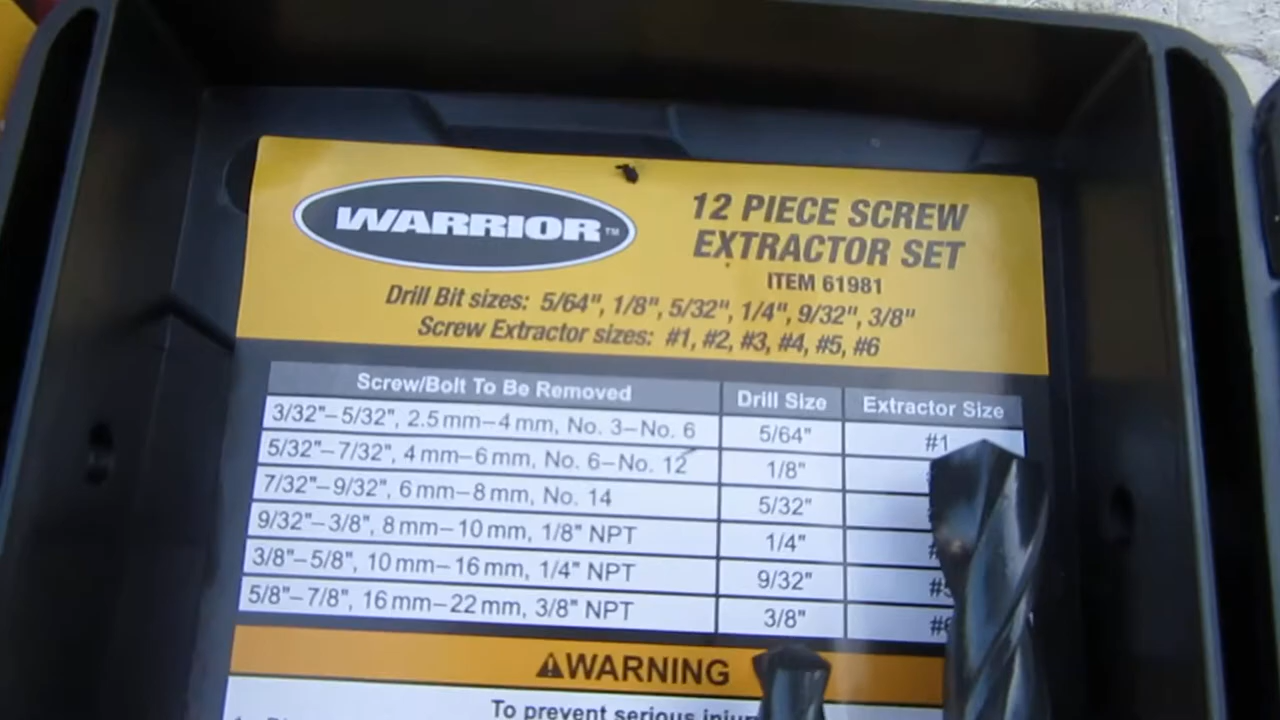 WARRIOR™
12 PIECE SCREW
EXTRACTOR SET
ITEM 61981
Drill Bit sizes: 5/64", 1/8", 5/32", 1/4", 9/32", 3/8"
Screw Extractor sizes: #1, #2, #3, #4, #5, #6
Screw/Bolt To Be Removed Drill Size Extractor Size
3/32"–5/32", 2.5 mm–4 mm, No. 3–No. 6 5/64" #1
5/32"–7/32", 4 mm–6 mm, No. 6–No. 12 1/8"
7/32"–9/32", 6 mm–8 mm, No. 14 5/32"
9/32"–3/8", 8 mm–10 mm, 1/8" NPT 1/4"
3/8"–5/8", 10 mm–16 mm, 1/4" NPT 9/32" #5
5/8"–7/8", 16 mm–22 mm, 3/8" NPT 3/8" #6
⚠WARNING
To prevent serious